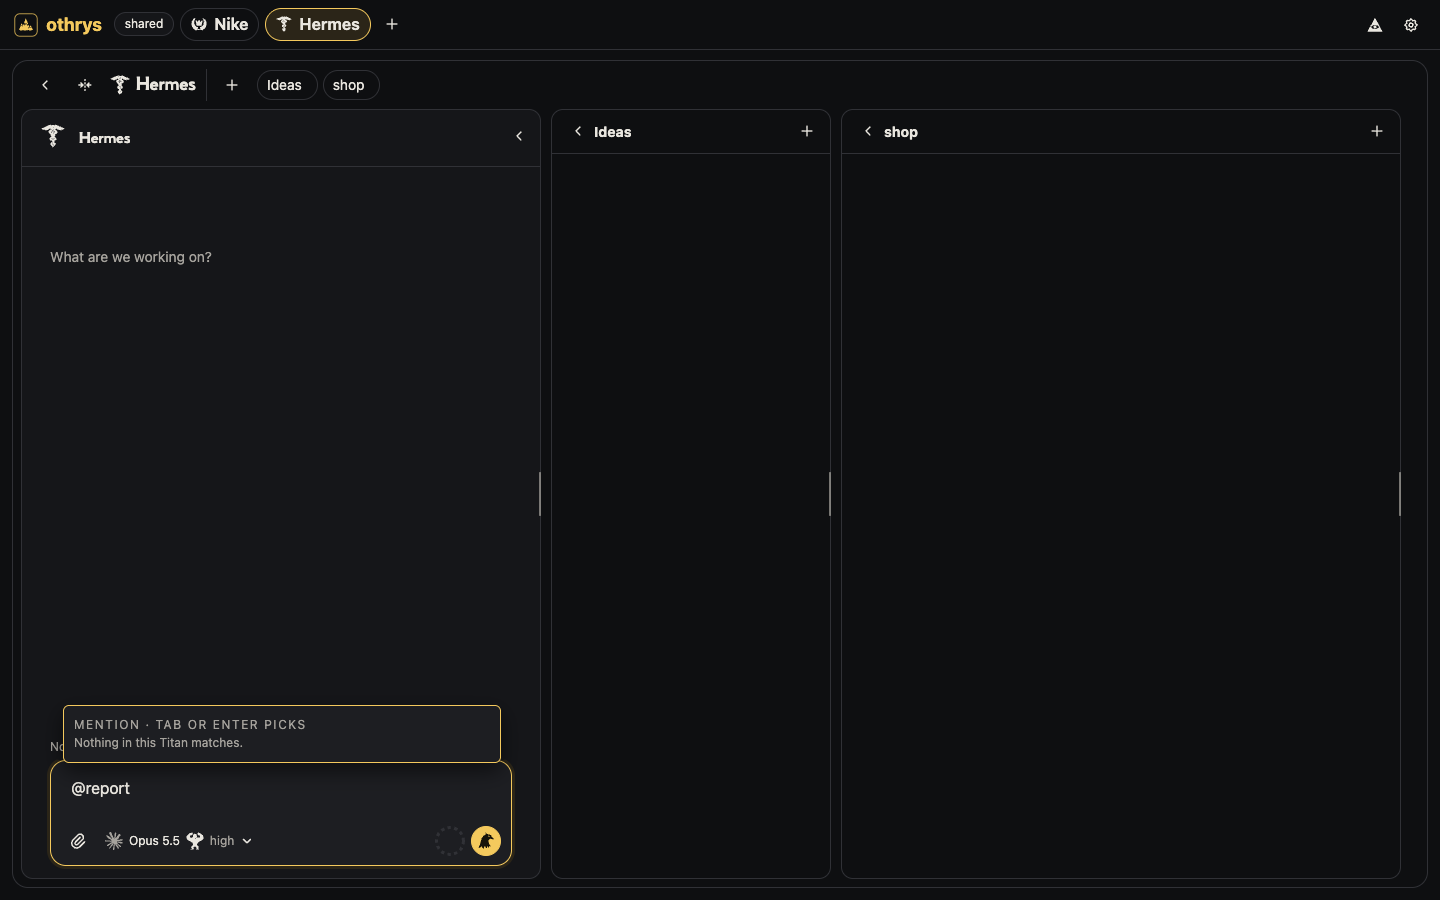 othrys
shared
Nike
Hermes
Hermes
Ideas
shop
Hermes
Ideas
shop
What are we working on?
MENTION · TAB OR ENTER PICKS
Nothing in this Titan matches.
No
@report
Opus 5.5
high